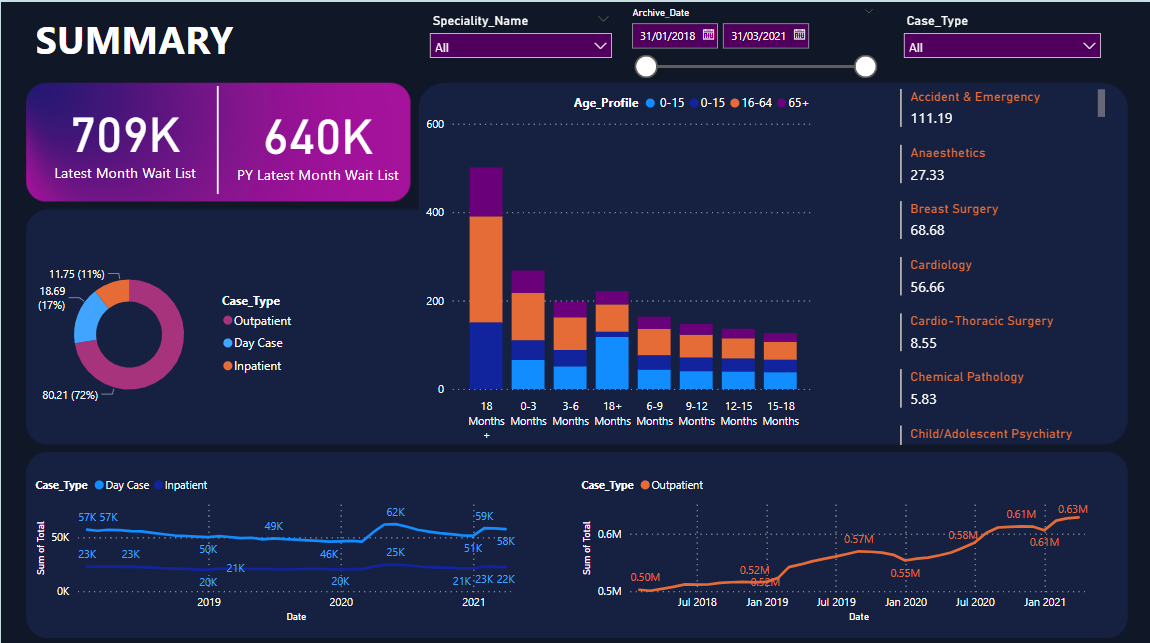 SUMMARY
Speciality_Name
All
Archive_Date
31/01/2018
31/03/2021
Case_Type
All
709K
Latest Month Wait List
640K
PY Latest Month Wait List
11.75 (11%)
18.69
(17%)
80.21 (72%)
Case_Type
Outpatient
Day Case
Inpatient
Age_Profile 0-15 0-15 16-64 65+
600
400
200
0
18
Months
+
0-3
Months
3-6
Months
18+
Months
6-9
Months
9-12
Months
12-15
Months
15-18
Months
Accident & Emergency
111.19
Anaesthetics
27.33
Breast Surgery
68.68
Cardiology
56.66
Cardio-Thoracic Surgery
8.55
Chemical Pathology
5.83
Child/Adolescent Psychiatry
Case_Type Day Case Inpatient
Sum of Total
50K
0K
57K 57K
50K
49K
46K
62K
51K
59K
58K
23K
23K
20K
21K
20K
25K
21K 23K 22K
2019 2020 2021
Date
Case_Type Outpatient
Sum of Total
0.6M
0.5M
0.50M
0.52M
0.52M
0.57M
0.55M
0.58M
0.61M
0.61M
0.63M
Jul 2018 Jan 2019 Jul 2019 Jan 2020 Jul 2020 Jan 2021
Date